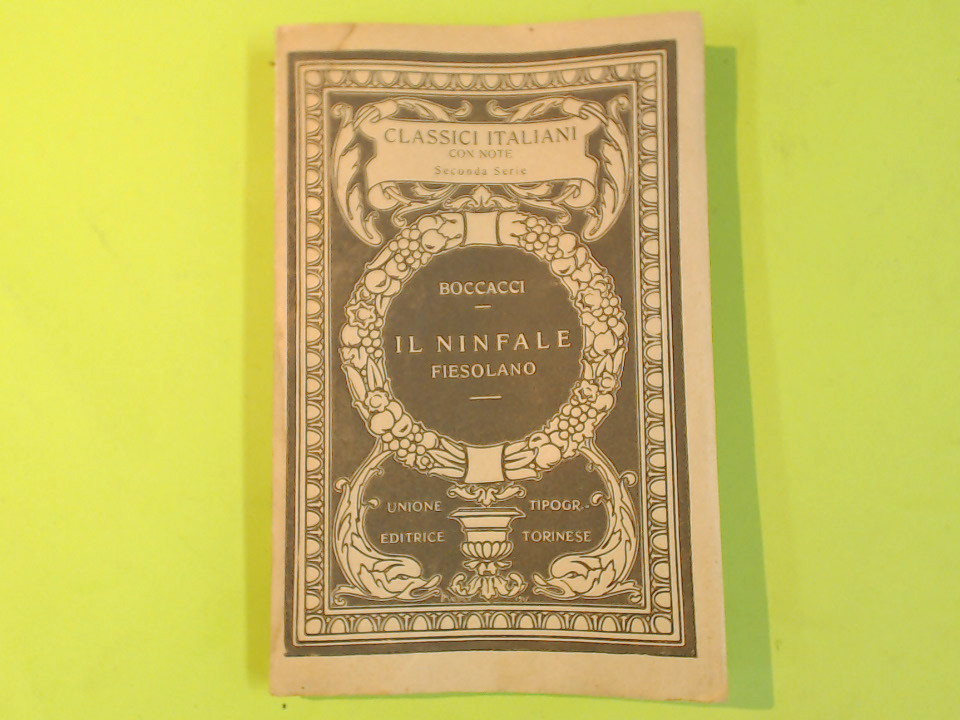 CLASSICI ITALIANI
CON NOTE
Seconda Serie
BOCCACCI
IL NINFALE
FIESOLANO
UNIONE TIPOGR.-
EDITRICE TORINESE